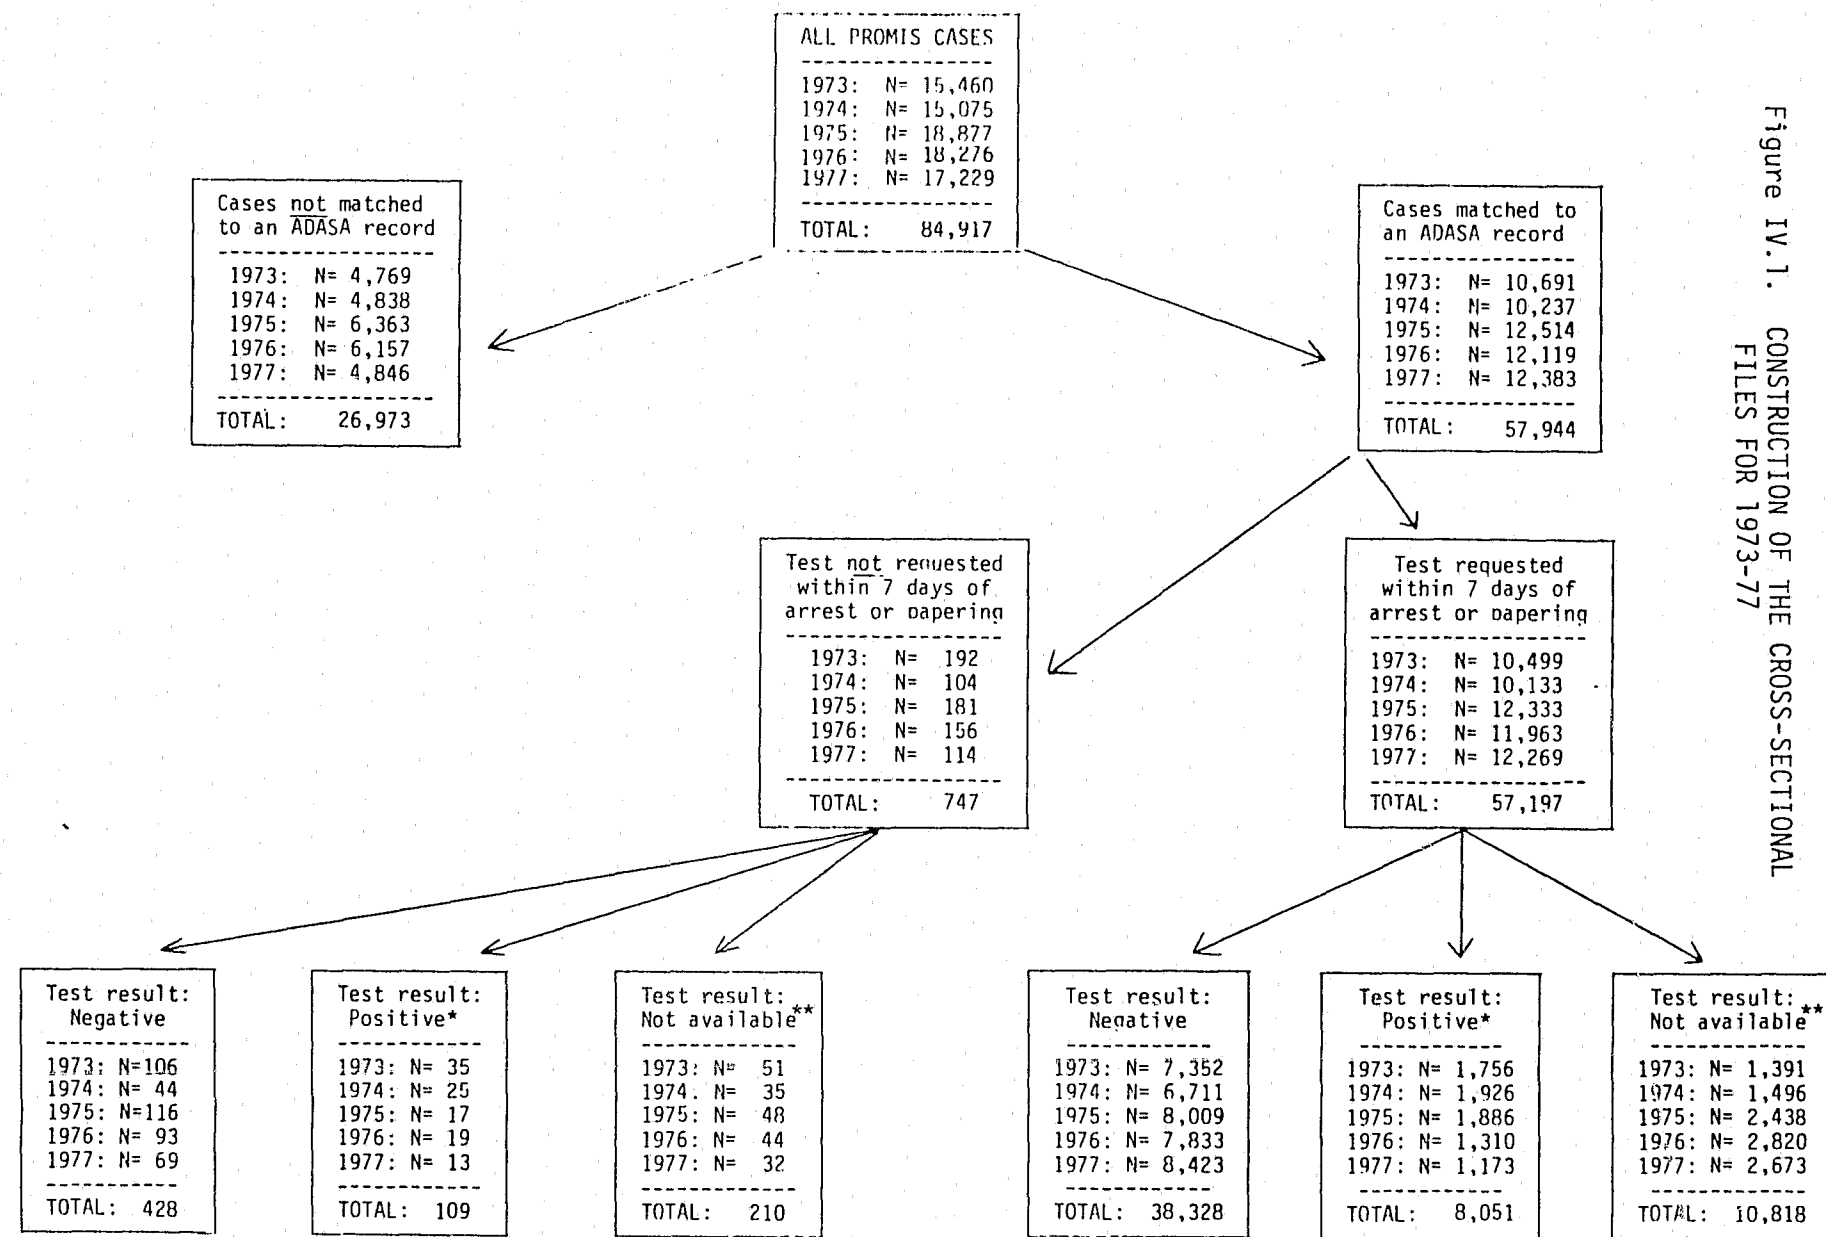 Figure IV.1. CONSTRUCTION OF THE CROSS-SECTIONAL
FILES FOR 1973-77
ALL PROMIS CASES
1973: N= 15,460
1974: N= 15,075
1975: N= 18,877
1976: N= 18,276
1977: N= 17,229
TOTAL: 84,917
Cases not matched
to an ADASA record
1973: N= 4,769
1974: N= 4,838
1975: N= 6,363
1976: N= 6,157
1977: N= 4,846
TOTAL: 26,973
Cases matched to
an ADASA record
1973: N= 10,691
1974: N= 10,237
1975: N= 12,514
1976: N= 12,119
1977: N= 12,383
TOTAL: 57,944
Test not requested
within 7 days of
arrest or papering
1973: N= 192
1974: N= 104
1975: N= 181
1976: N= 156
1977: N= 114
TOTAL: 747
Test requested
within 7 days of
arrest or papering
1973: N= 10,499
1974: N= 10,133
1975: N= 12,333
1976: N= 11,963
1977: N= 12,269
TOTAL: 57,197
Test result:
Negative
1973: N=106
1974: N= 44
1975: N=116
1976: N= 93
1977: N= 69
TOTAL: 428
Test result:
Positive*
1973: N= 35
1974: N= 25
1975: N= 17
1976: N= 19
1977: N= 13
TOTAL: 109
Test result:
Not available**
1973: N= 51
1974: N= 35
1975: N= 48
1976: N= 44
1977: N= 32
TOTAL: 210
Test result:
Negative
1973: N= 7,352
1974: N= 6,711
1975: N= 8,009
1976: N= 7,833
1977: N= 8,423
TOTAL: 38,328
Test result:
Positive*
1973: N= 1,756
1974: N= 1,926
1975: N= 1,886
1976: N= 1,310
1977: N= 1,173
TOTAL: 8,051
Test result:
Not available**
1973: N= 1,391
1974: N= 1,496
1975: N= 2,438
1976: N= 2,820
1977: N= 2,673
TOTAL: 10,818